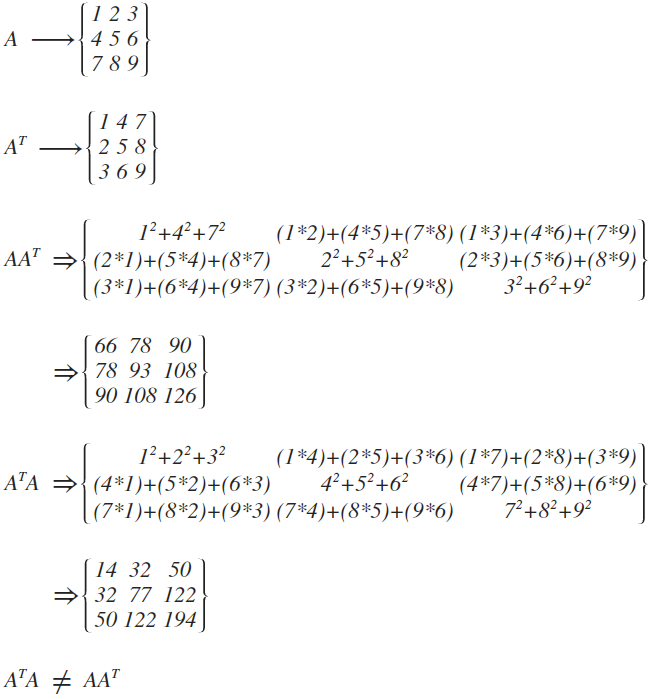 A ⟶ {1 2 3
4 5 6
7 8 9}
Aᵀ ⟶ {1 4 7
2 5 8
3 6 9}
AAᵀ ⇒ {1²+4²+7² (1*2)+(4*5)+(7*8) (1*3)+(4*6)+(7*9)
(2*1)+(5*4)+(8*7) 2²+5²+8² (2*3)+(5*6)+(8*9)
(3*1)+(6*4)+(9*7) (3*2)+(6*5)+(9*8) 3²+6²+9²}
⇒ {66 78 90
78 93 108
90 108 126}
AᵀA ⇒ {1²+2²+3² (1*4)+(2*5)+(3*6) (1*7)+(2*8)+(3*9)
(4*1)+(5*2)+(6*3) 4²+5²+6² (4*7)+(5*8)+(6*9)
(7*1)+(8*2)+(9*3) (7*4)+(8*5)+(9*6) 7²+8²+9²}
⇒ {14 32 50
32 77 122
50 122 194}
AᵀA ≠ AAᵀ